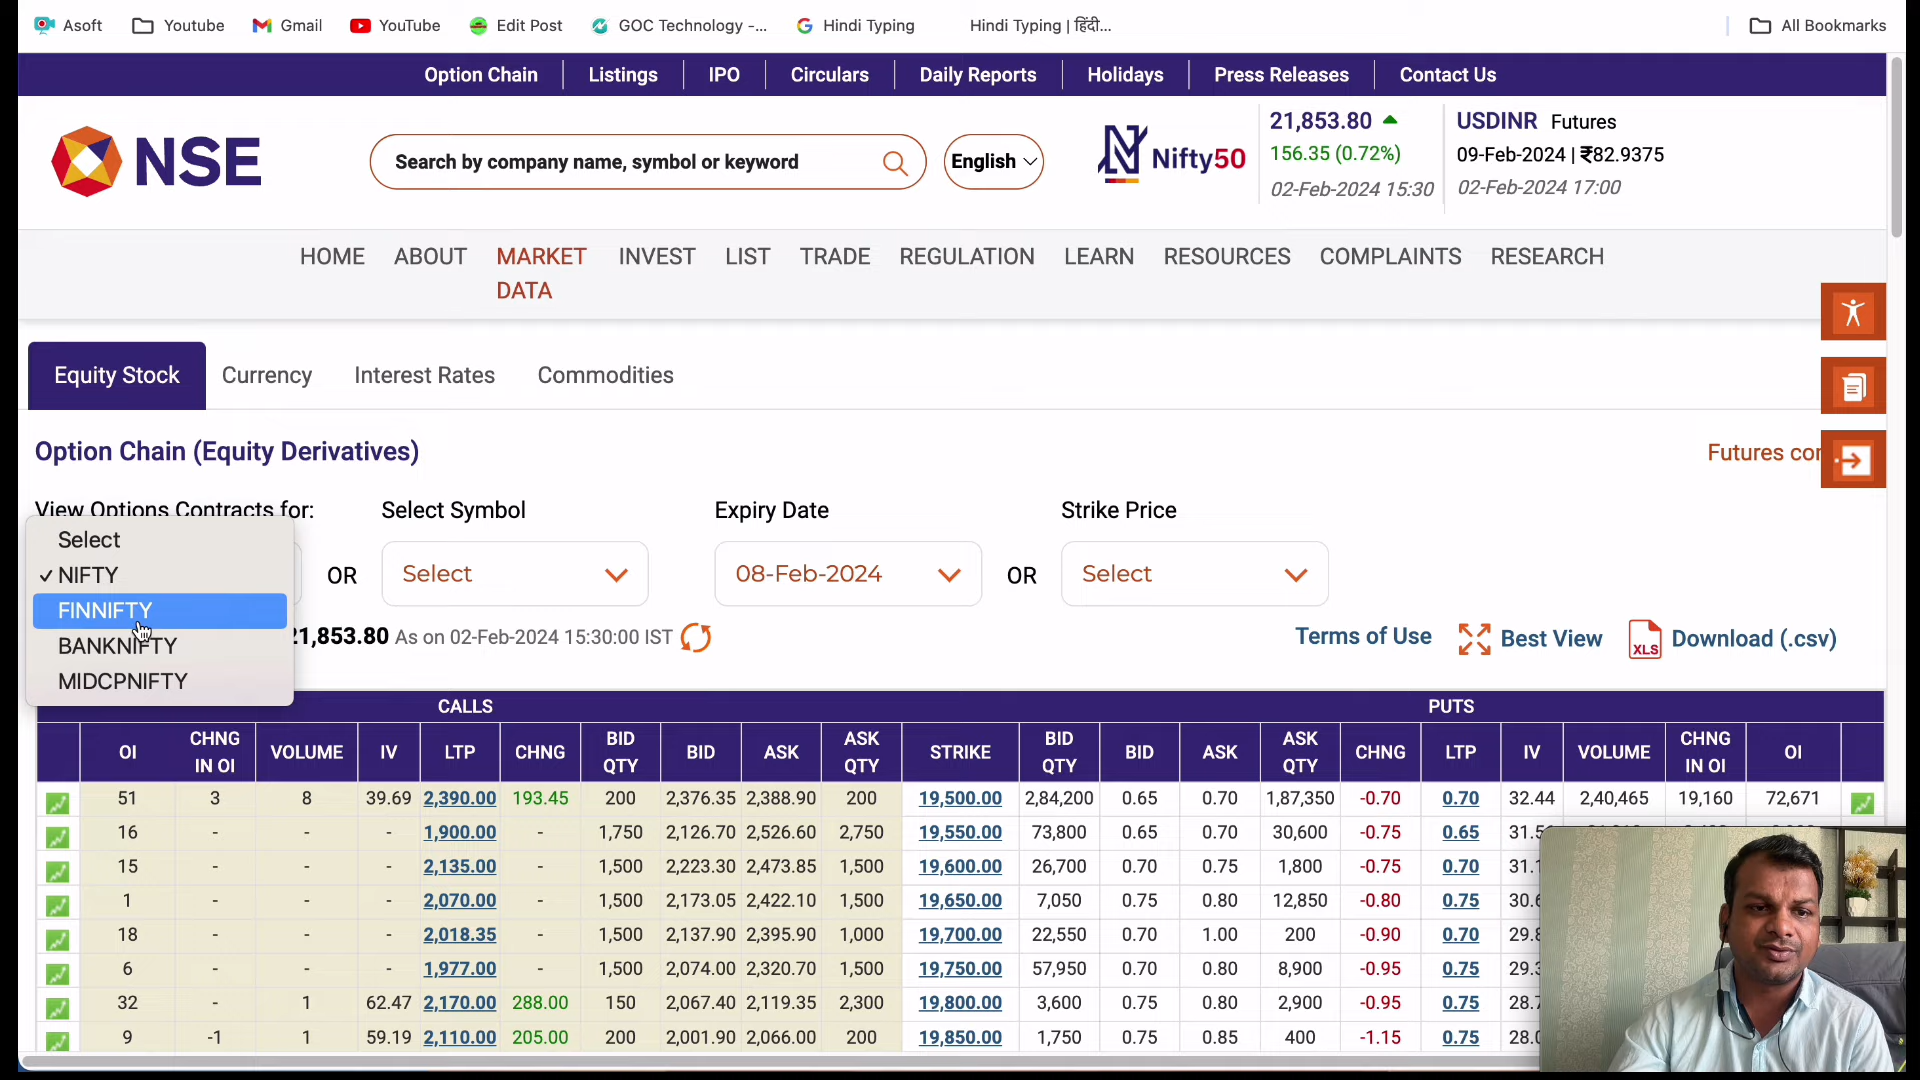 Asoft Youtube Gmail YouTube Edit Post GOC Technology -... Hindi Typing Hindi Typing | हिंदी... All Bookmarks
Option Chain Listings IPO Circulars Daily Reports Holidays Press Releases Contact Us
NSE
Search by company name, symbol or keyword
English
Nifty50
21,853.80
156.35 (0.72%)
02-Feb-2024 15:30
USDINR Futures
09-Feb-2024 | ₹82.9375
02-Feb-2024 17:00
HOME ABOUT MARKET DATA INVEST LIST TRADE REGULATION LEARN RESOURCES COMPLAINTS RESEARCH
Equity Stock Currency Interest Rates Commodities
Option Chain (Equity Derivatives)
Futures
View Options Contracts for: Select Symbol Expiry Date Strike Price
Select
✓ NIFTY
FINNIFTY
BANKNIFTY
MIDCPNIFTY
OR Select 08-Feb-2024 OR Select
21,853.80 As on 02-Feb-2024 15:30:00 IST
Terms of Use Best View XLS Download (.csv)
CALLS PUTS
OI CHNG IN OI VOLUME IV LTP CHNG BID QTY BID ASK ASK QTY STRIKE BID QTY BID ASK ASK QTY CHNG LTP IV VOLUME CHNG IN OI OI
51 3 8 39.69 2,390.00 193.45 200 2,376.35 2,388.90 200 19,500.00 2,84,200 0.65 0.70 1,87,350 -0.70 0.70 32.44 2,40,465 19,160 72,671
16 - - - 1,900.00 - 1,750 2,126.70 2,526.60 2,750 19,550.00 73,800 0.65 0.70 30,600 -0.75 0.65
15 - - - 2,135.00 - 1,500 2,223.30 2,473.85 1,500 19,600.00 26,700 0.70 0.75 1,800 -0.75 0.70
1 - - - 2,070.00 - 1,500 2,173.05 2,422.10 1,500 19,650.00 7,050 0.75 0.80 12,850 -0.80 0.75
18 - - - 2,018.35 - 1,500 2,137.90 2,395.90 1,000 19,700.00 22,550 0.70 1.00 200 -0.90 0.70
6 - - - 1,977.00 - 1,500 2,074.00 2,320.70 1,500 19,750.00 57,950 0.70 0.80 8,900 -0.95 0.75
32 - 1 62.47 2,170.00 288.00 150 2,067.40 2,119.35 2,300 19,800.00 3,600 0.75 0.80 2,900 -0.95 0.75
9 -1 1 59.19 2,110.00 205.00 200 2,001.90 2,066.00 200 19,850.00 1,750 0.75 0.85 400 -1.15 0.75